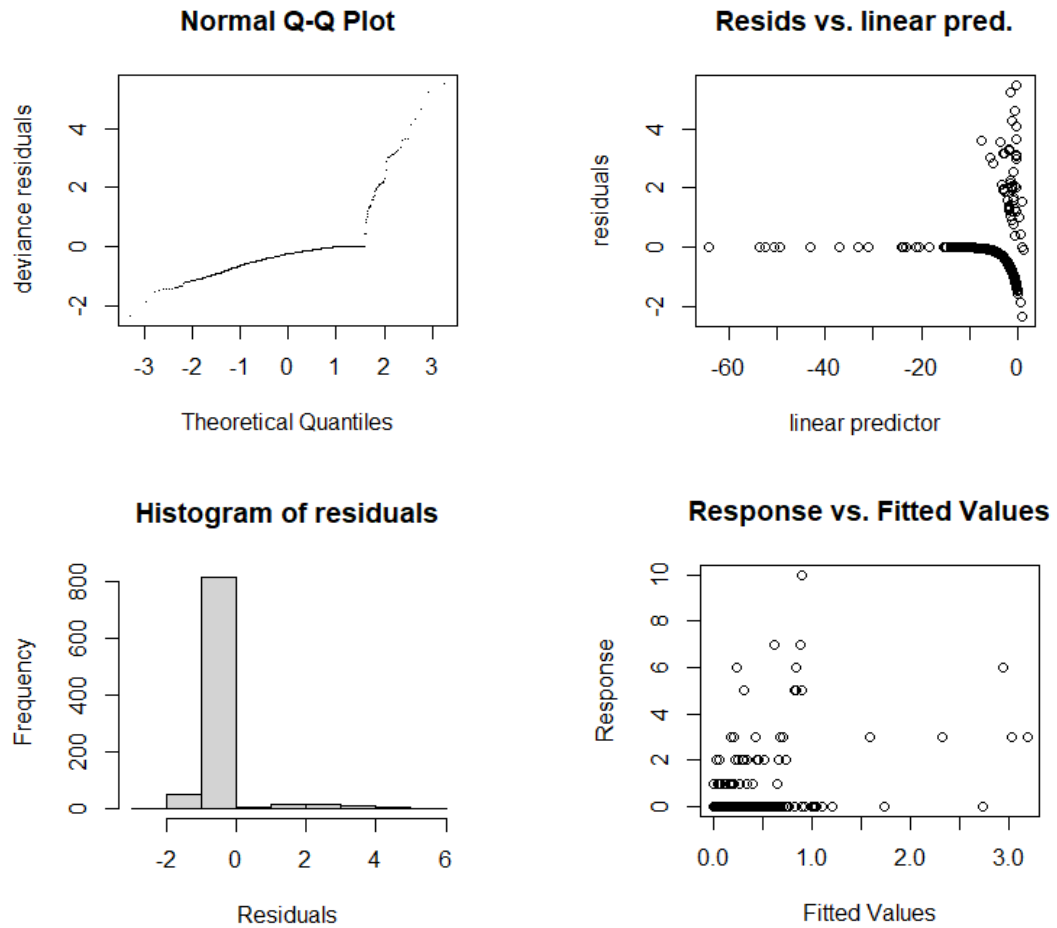 Normal Q-Q Plot
deviance residuals
4
2
0
-2
-3 -2 -1 0 1 2 3
Theoretical Quantiles
Resids vs. linear pred.
residuals
4
2
0
-2
-60 -40 -20 0
linear predictor
Histogram of residuals
Frequency
800
600
400
200
0
-2 0 2 4 6
Residuals
Response vs. Fitted Values
Response
10
8
6
4
2
0
0.0 1.0 2.0 3.0
Fitted Values